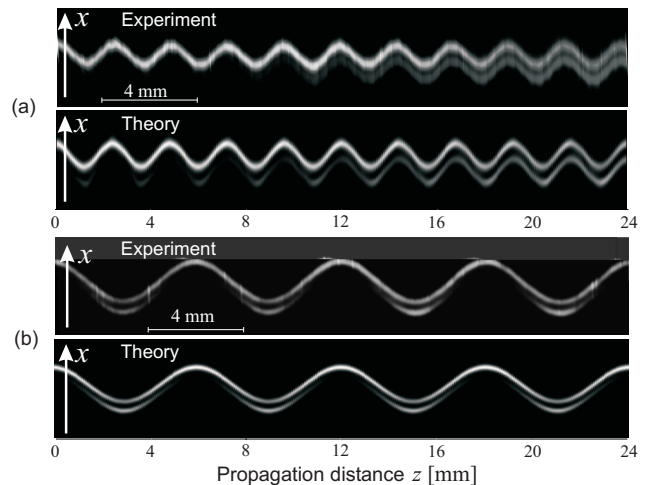 x Experiment
4 mm
(a)
x Theory
0 4 8 12 16 20 24
x Experiment
4 mm
(b)
x Theory
0 4 8 12 16 20 24
Propagation distance z [mm]